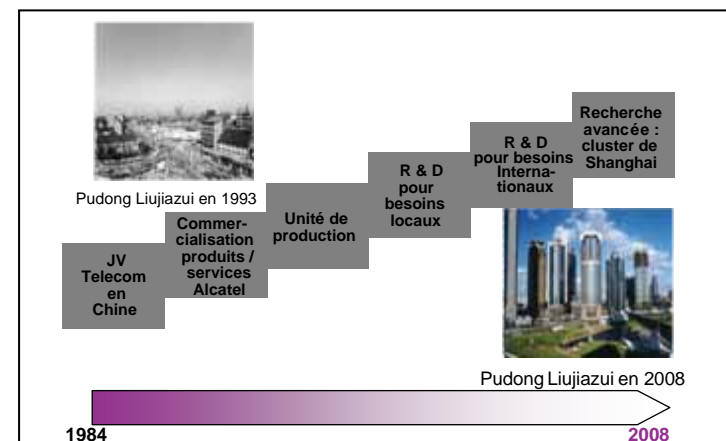 Pudong Liujiazui en 1993
JV
Telecom
en
Chine
Commer-
cialisation
produits /
services
Alcatel
Unité de
production
R & D
pour
besoins
locaux
R & D
pour besoins
Interna-
tionaux
Recherche
avancée :
cluster de
Shanghai
Pudong Liujiazui en 2008
1984
2008